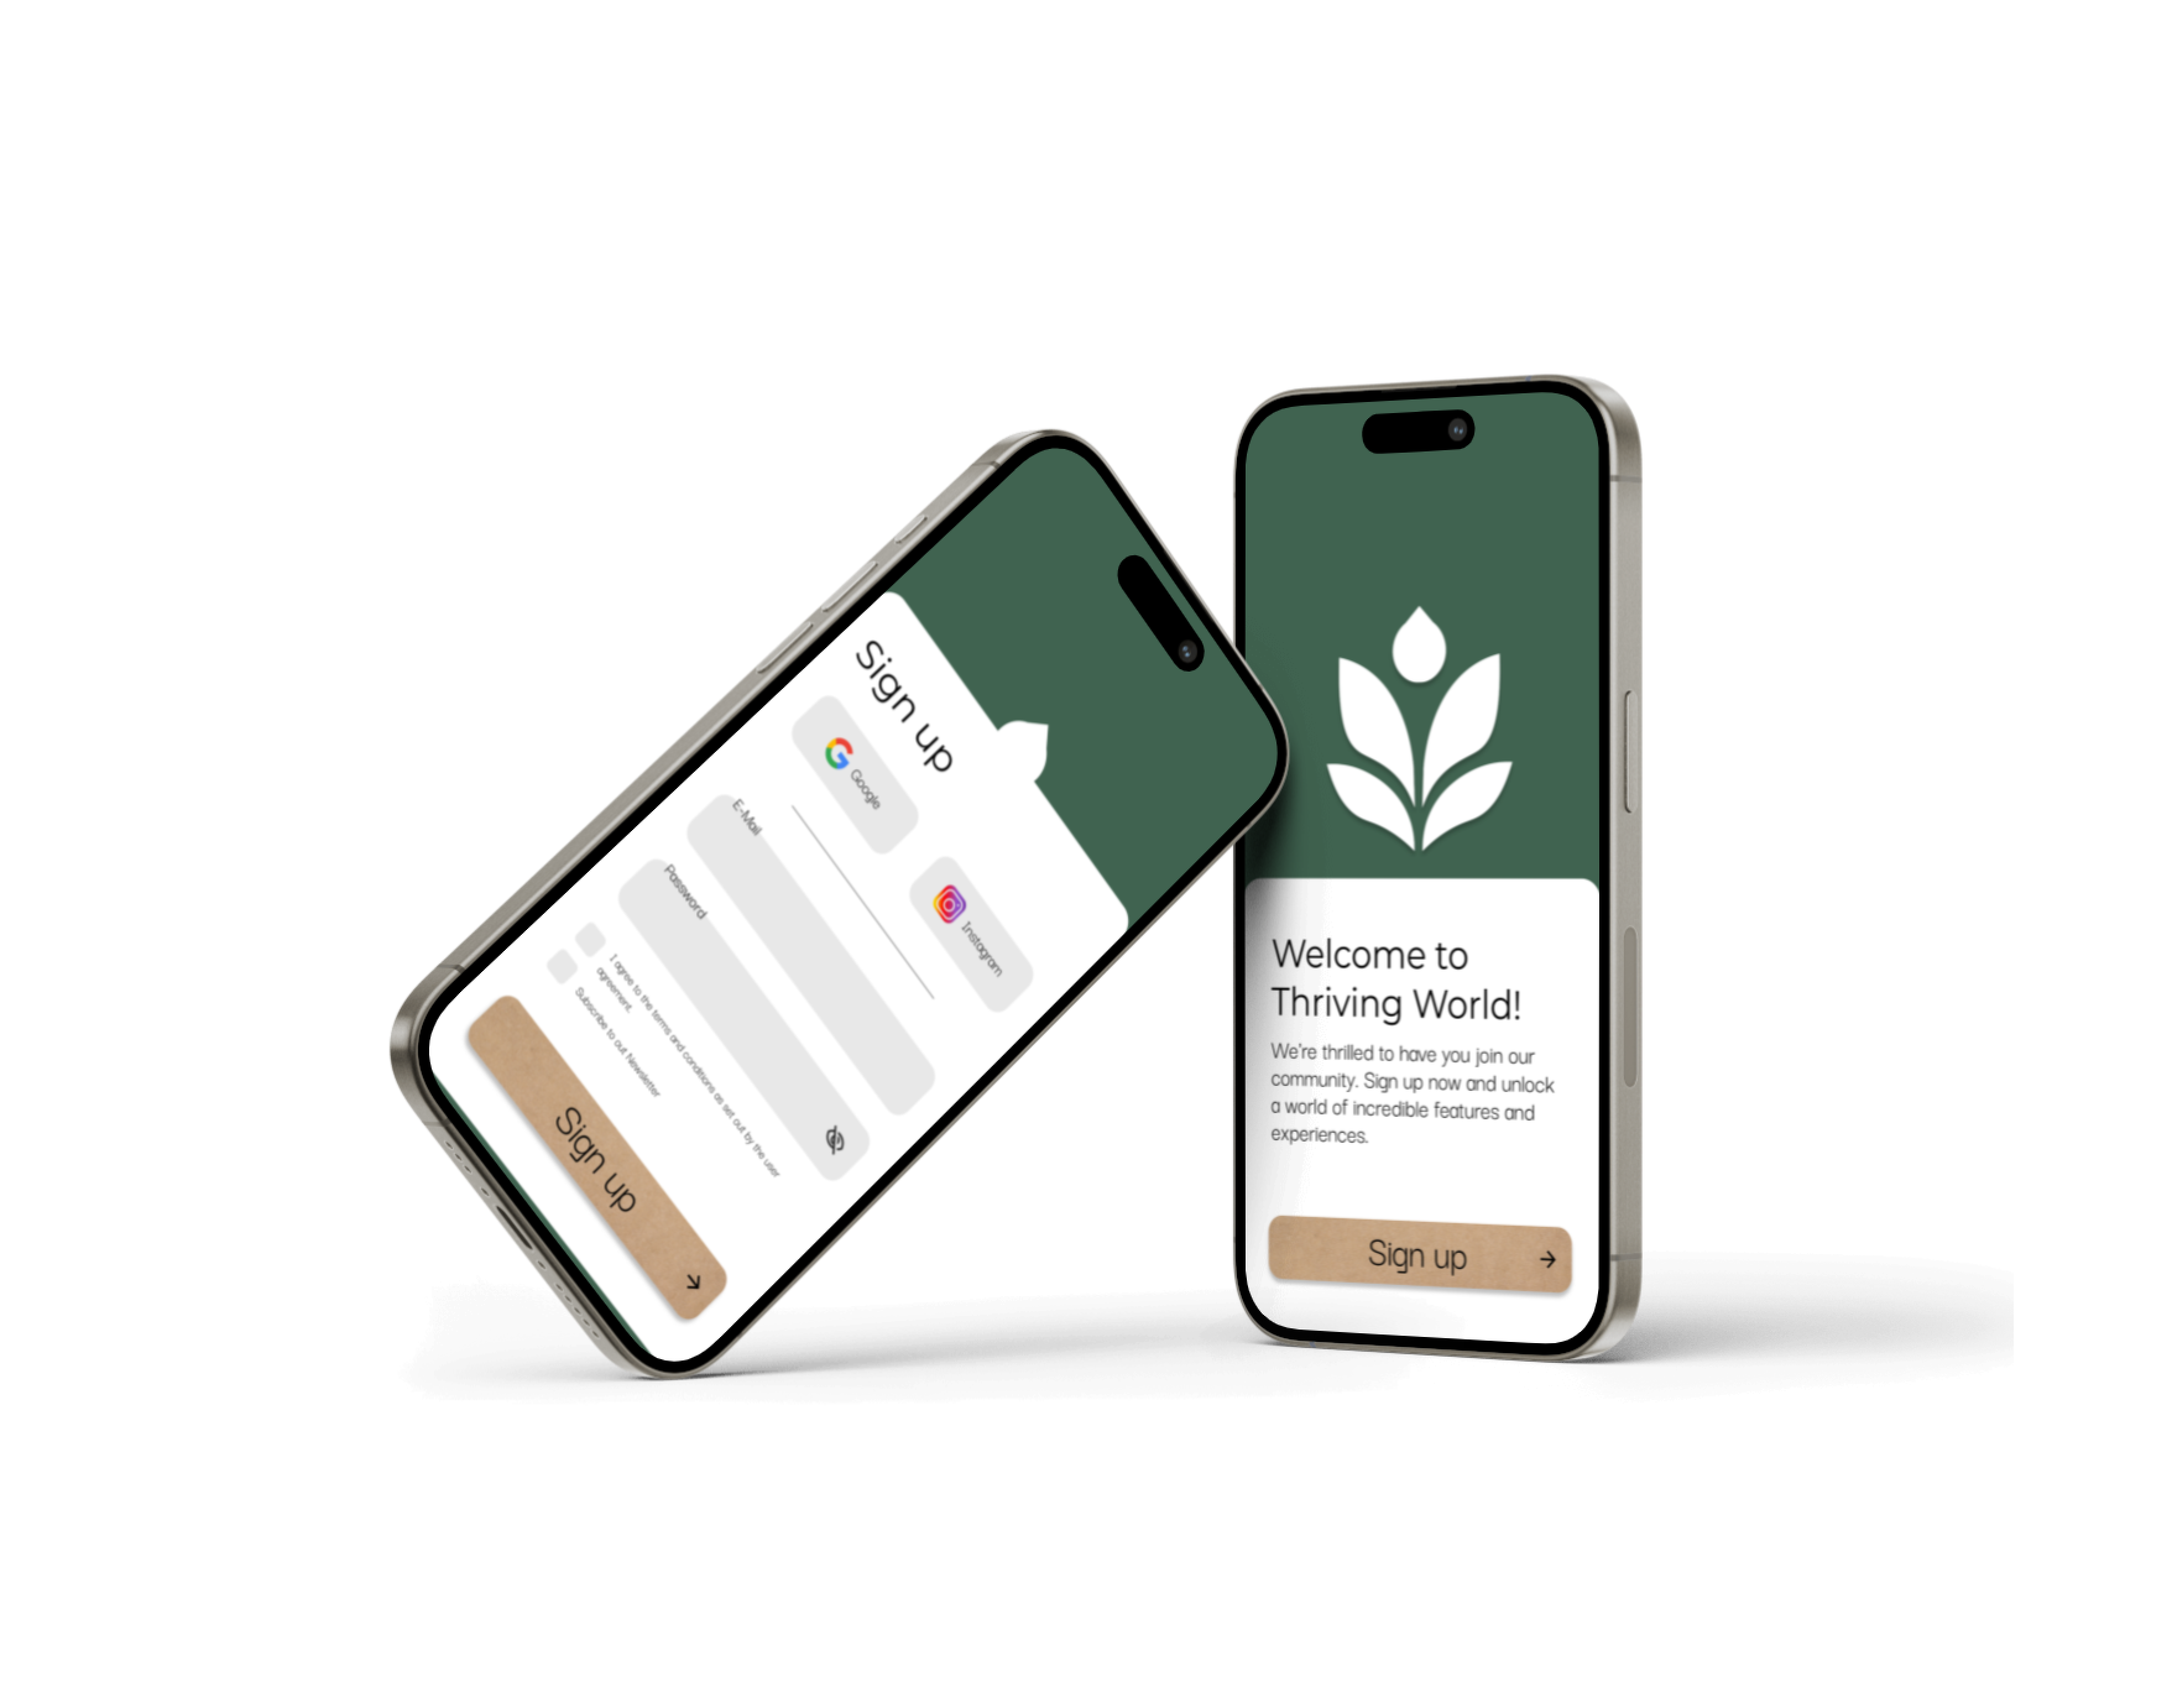 Sign up
Google
Instagram
E-Mail
Password
I agree to the terms and conditions as set out by the user
agreement.
Subscribe to out Newsletter
Sign up
Welcome to
Thriving World!
We're thrilled to have you join our
community. Sign up now and unlock
a world of incredible features and
experiences.
Sign up